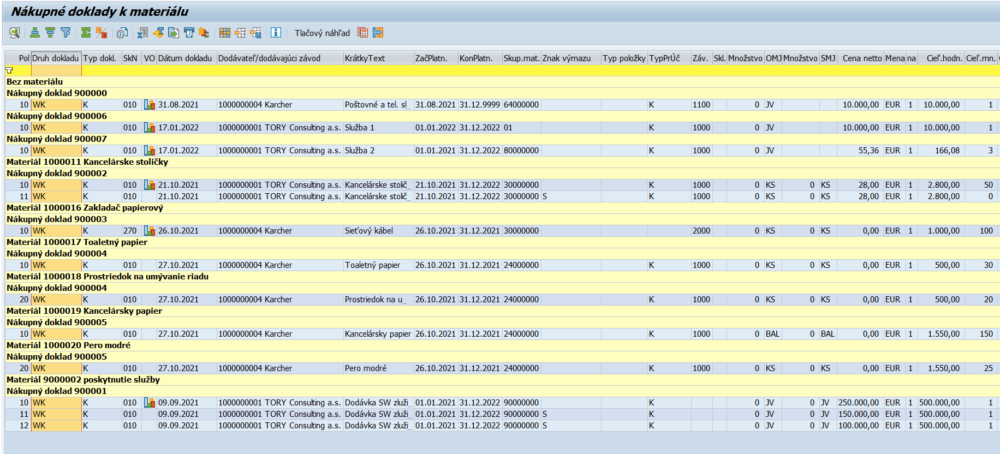 Nákupné doklady k materiálu
Tlačový náhľad
Pol Druh dokladu Typ dokl. SkN VO Dátum dokladu Dodávateľ/dodávajúci závod KrátkyText ZačPlatn. KonPlatn. Skup.mat. Znak výmazu Typ položky TypPrÚč Záv. Skl. Množstvo OMJ Množstvo SMJ Cena netto Mena na Cieľ.hodn. Cieľ.mn.
Bez materiálu
Nákupný doklad 900000
10 WK K 010 31.08.2021 1000000004 Karcher Poštovné a tel. sl… 31.08.2021 31.12.9999 64000000 K 1100 0 JV 10.000,00 EUR 1 10.000,00 1
Nákupný doklad 900006
10 WK K 010 17.01.2022 1000000001 TORY Consulting a.s. Služba 1 01.01.2022 31.12.2022 01 K 1000 0 JV 10.000,00 EUR 1 10.000,00 1
Nákupný doklad 900007
10 WK K 010 17.01.2022 1000000001 TORY Consulting a.s. Služba 2 01.01.2021 31.12.2022 80000000 K 1000 0 JV 55,36 EUR 1 166,08 3
Materiál 1000011 Kancelárske stoličky
Nákupný doklad 900002
10 WK K 010 21.10.2021 1000000001 TORY Consulting a.s. Kancelárske stolič… 21.10.2021 31.12.2022 30000000 K 1000 0 KS 0 KS 28,00 EUR 1 2.800,00 50
11 WK K 010 21.10.2021 1000000001 TORY Consulting a.s. Kancelárske stolič… 21.10.2021 31.12.2022 30000000 S K 1000 0 KS 0 KS 28,00 EUR 1 2.800,00 0
Materiál 1000016 Zakladač papierový
Nákupný doklad 900003
10 WK K 270 26.10.2021 1000000004 Karcher Sieťový kábel 26.10.2021 31.12.2021 30000000 2000 0 KS 0 KS 0,00 EUR 1 1.000,00 100
Materiál 1000017 Toaletný papier
Nákupný doklad 900004
10 WK K 010 27.10.2021 1000000004 Karcher Toaletný papier 26.10.2021 31.12.2021 24000000 K 1000 0 KS 0 KS 0,00 EUR 1 500,00 30
Materiál 1000018 Prostriedok na umývanie riadu
Nákupný doklad 900004
20 WK K 010 27.10.2021 1000000004 Karcher Prostriedok na u… 26.10.2021 31.12.2021 24000000 K 1000 0 KS 0 KS 0,00 EUR 1 500,00 20
Materiál 1000019 Kancelársky papier
Nákupný doklad 900005
10 WK K 010 27.10.2021 1000000004 Karcher Kancelársky papier 26.10.2021 31.12.2021 24000000 K 1000 0 BAL 0 BAL 0,00 EUR 1 1.550,00 150
Materiál 1000020 Pero modré
Nákupný doklad 900005
20 WK K 010 27.10.2021 1000000004 Karcher Pero modré 26.10.2021 31.12.2021 24000000 K 1000 0 KS 0 KS 0,00 EUR 1 1.550,00 25
Materiál 9000002 poskytnutie služby
Nákupný doklad 900001
10 WK K 010 09.09.2021 1000000001 TORY Consulting a.s. Dodávka SW zluži… 01.01.2021 31.12.2022 90000000 K 0 JV 0 JV 250.000,00 EUR 1 500.000,00 1
11 WK K 010 09.09.2021 1000000001 TORY Consulting a.s. Dodávka SW zluži… 01.01.2021 31.12.2022 90000000 S K 0 JV 0 JV 150.000,00 EUR 1 500.000,00 1
12 WK K 010 09.09.2021 1000000001 TORY Consulting a.s. Dodávka SW zluži… 01.01.2021 31.12.2022 90000000 S K 0 JV 0 JV 100.000,00 EUR 1 500.000,00 1